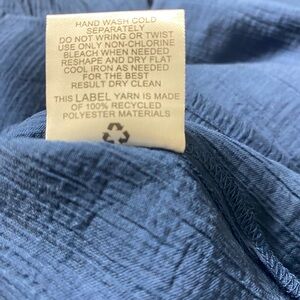 HAND WASH COLD
SEPARATELY
DO NOT WRING OR TWIST
USE ONLY NON-CHLORINE
BLEACH WHEN NEEDED
RESHAPE AND DRY FLAT
COOL IRON AS NEEDED
FOR THE BEST
RESULT DRY CLEAN
THIS LABEL YARN IS MADE
OF 100% RECYCLED
POLYESTER MATERIALS